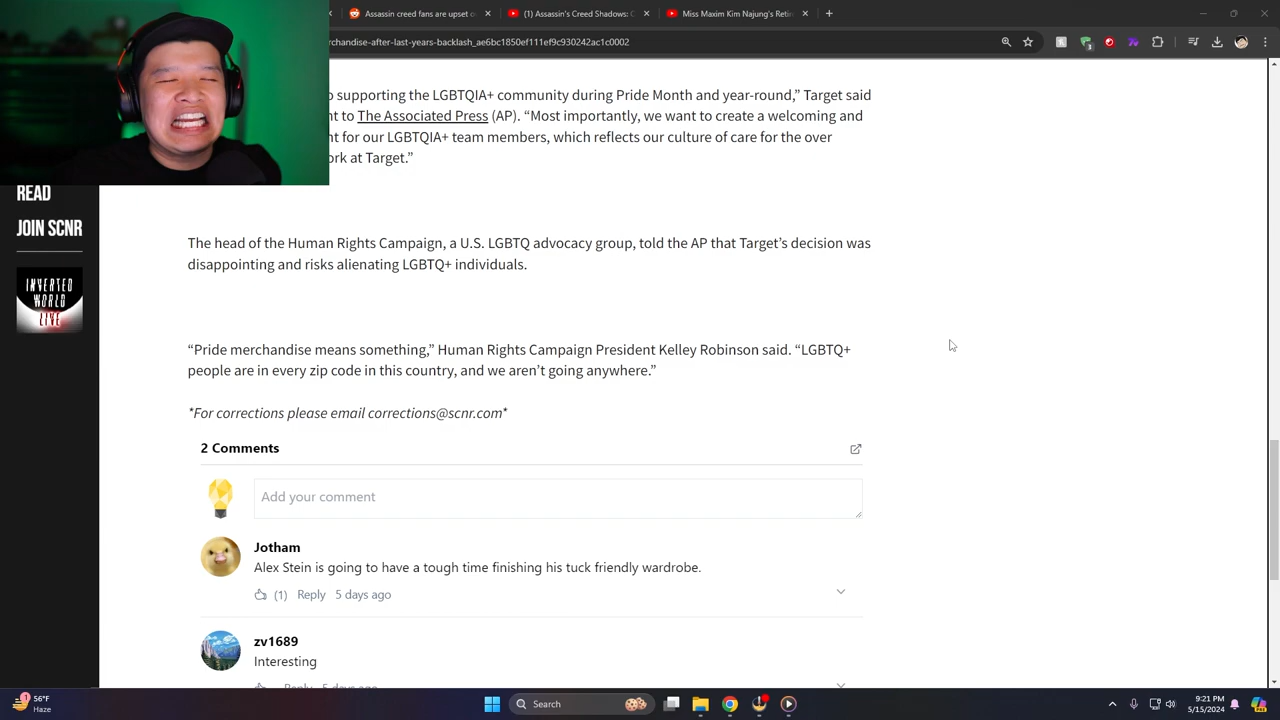 Assassin creed fans are upset o
(1) Assassin's Creed Shadows: C
Miss Maxim Kim Najung's Retir
rchandise-after-last-years-backlash_ae6bc1850ef111ef9c930242ac1c0002
o supporting the LGBTQIA+ community during Pride Month and year-round,” Target said
nt to The Associated Press (AP). “Most importantly, we want to create a welcoming and
nt for our LGBTQIA+ team members, which reflects our culture of care for the over
ork at Target.”
READ
JOIN SCNR
INVERTED
WORLD
LIVE
The head of the Human Rights Campaign, a U.S. LGBTQ advocacy group, told the AP that Target’s decision was
disappointing and risks alienating LGBTQ+ individuals.
“Pride merchandise means something,” Human Rights Campaign President Kelley Robinson said. “LGBTQ+
people are in every zip code in this country, and we aren’t going anywhere.”
*For corrections please email corrections@scnr.com*
2 Comments
Add your comment
Jotham
Alex Stein is going to have a tough time finishing his tuck friendly wardrobe.
(1) Reply 5 days ago
zv1689
Interesting
Reply 5 days ago
1
56°F
Haze
Search
9:21 PM
5/15/2024